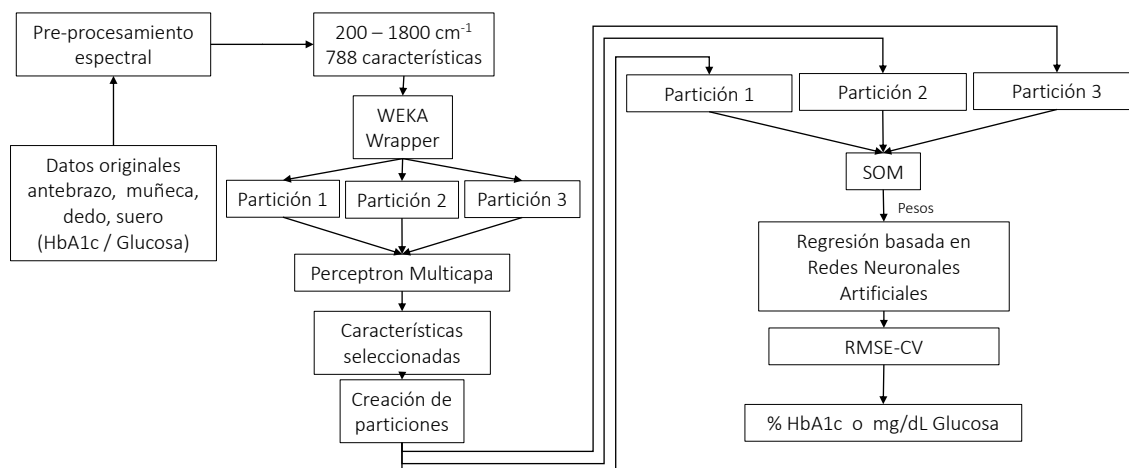 Pre-procesamiento
espectral
200 – 1800 cm⁻¹
788 características
WEKA
Wrapper
Datos originales
antebrazo, muñeca,
dedo, suero
(HbA1c / Glucosa)
Partición 1
Partición 2
Partición 3
Perceptron Multicapa
Características
seleccionadas
Creación de
particiones
Partición 1
Partición 2
Partición 3
SOM
Pesos
Regresión basada en
Redes Neuronales
Artificiales
RMSE-CV
% HbA1c o mg/dL Glucosa